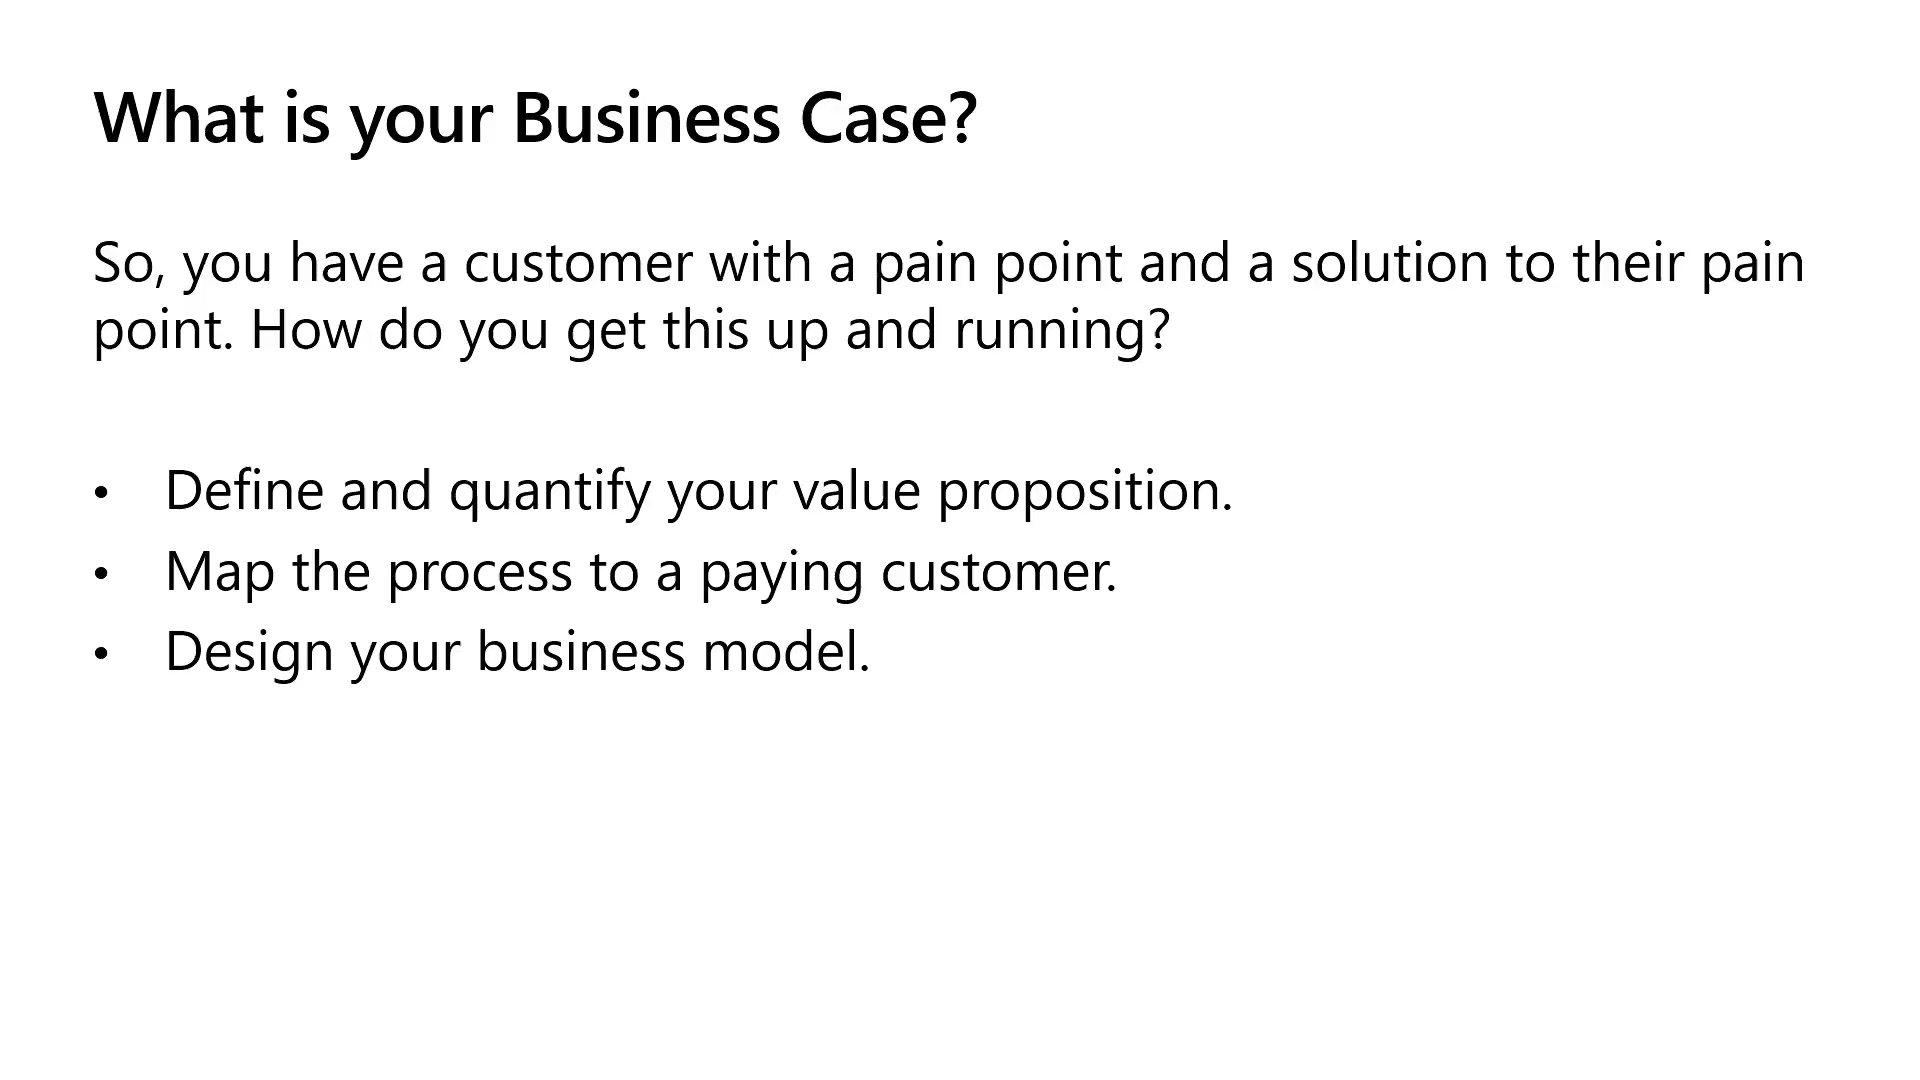 What is your Business Case?
So, you have a customer with a pain point and a solution to their pain
point. How do you get this up and running?
• Define and quantify your value proposition.
• Map the process to a paying customer.
• Design your business model.